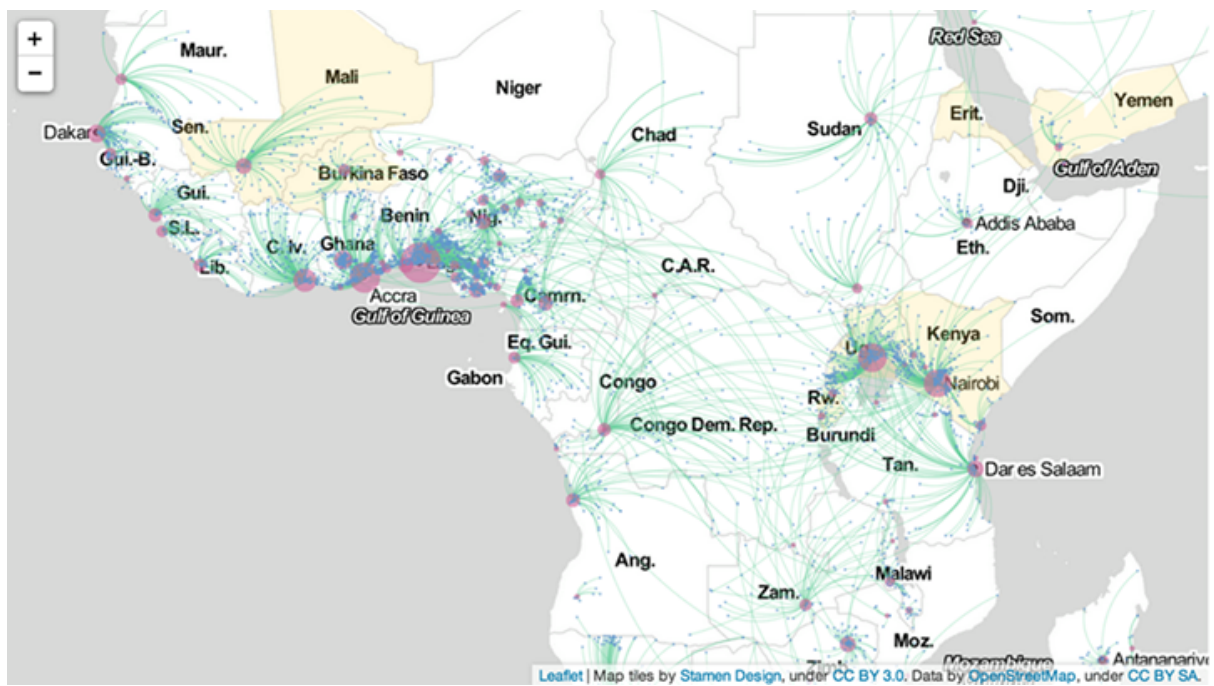 +
Maur.
Red Sea
−
Mali
Niger
Yemen
Erit.
Dakar
Sen.
Chad
Sudan
Gui.-B.
Gulf of Aden
Burkina Faso
Gui.
Dji.
Benin
Nig.
Addis Ababa
S.L.
C. Iv.
Ghana
Eth.
Lib.
C.A.R.
Accra
Camrn.
Gulf of Guinea
Som.
Kenya
Eq. Gui.
Gabon
Congo
Nairobi
Rw.
Congo Dem. Rep.
Burundi
Tan.
Dar es Salaam
Ang.
Malawi
Zam.
Moz.
Mozambique
Antananarivo
Leaflet | Map tiles by Stamen Design, under CC BY 3.0. Data by OpenStreetMap, under CC BY SA.